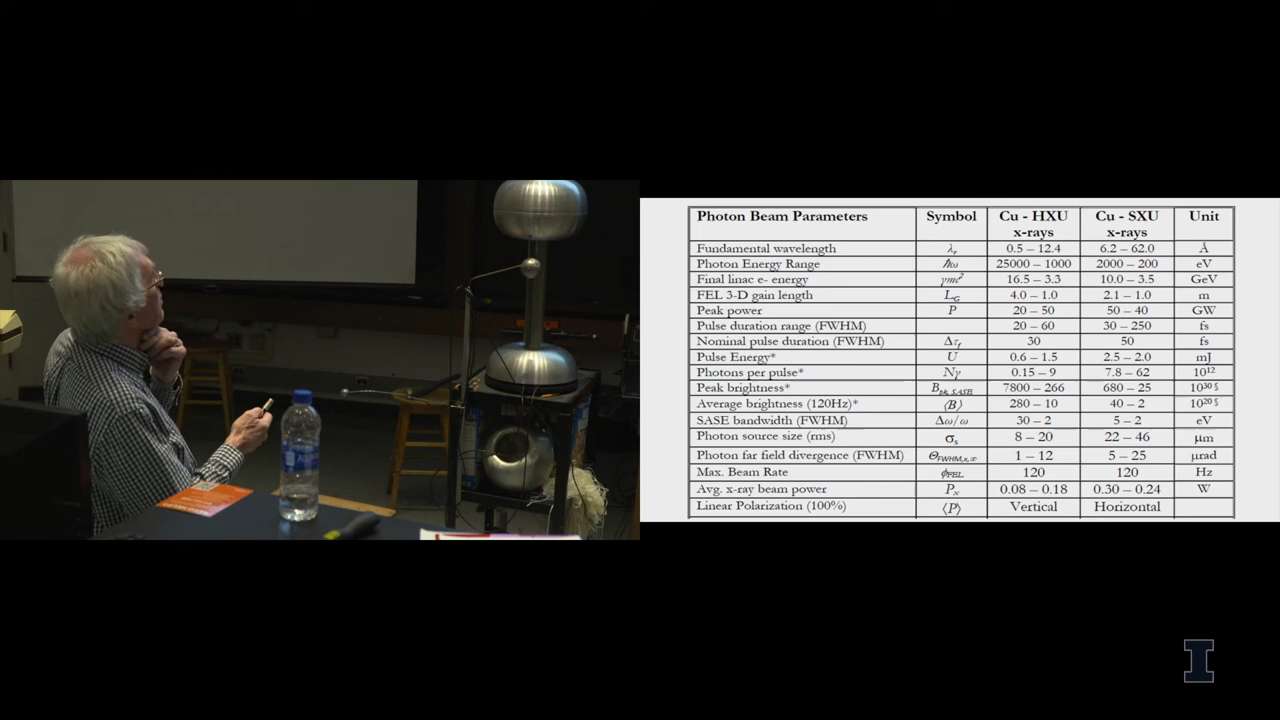 Photon Beam Parameters Symbol Cu - HXU x-rays Cu - SXU x-rays Unit
Fundamental wavelength λr 0.5 – 12.4 6.2 – 62.0 Å
Photon Energy Range ℏω 25000 – 1000 2000 – 200 eV
Final linac e- energy γmc² 16.5 – 3.3 10.0 – 3.5 GeV
FEL 3-D gain length LG 4.0 – 1.0 2.1 – 1.0 m
Peak power P 20 – 50 50 – 40 GW
Pulse duration range (FWHM) 20 – 60 30 – 250 fs
Nominal pulse duration (FWHM) Δτf 30 50 fs
Pulse Energy* U 0.6 – 1.5 2.5 – 2.0 mJ
Photons per pulse* Nγ 0.15 – 9 7.8 – 62 10¹²
Peak brightness* Bpk, SASE 7800 – 266 680 – 25 10³⁰ §
Average brightness (120Hz)* ⟨B⟩ 280 – 10 40 – 2 10²⁰ §
SASE bandwidth (FWHM) Δω/ω 30 – 2 5 – 2 eV
Photon source size (rms) σs 8 – 20 22 – 46 μm
Photon far field divergence (FWHM) ΘFWHM,x,∞ 1 – 12 5 – 25 μrad
Max. Beam Rate ϕFEL 120 120 Hz
Avg. x-ray beam power Px 0.08 – 0.18 0.30 – 0.24 W
Linear Polarization (100%) ⟨P⟩ Vertical Horizontal
I